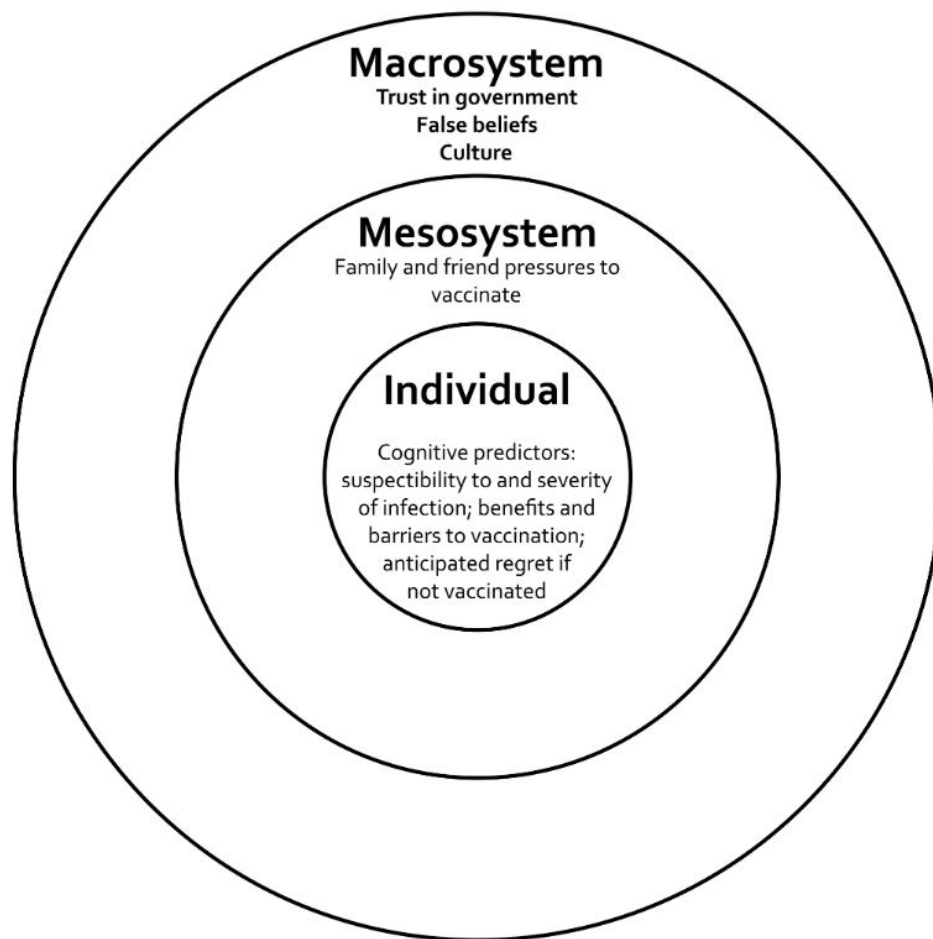 Macrosystem
Trust in government
False beliefs
Culture
Mesosystem
Family and friend pressures to
vaccinate
Individual
Cognitive predictors:
suspectibility to and severity
of infection; benefits and
barriers to vaccination;
anticipated regret if
not vaccinated